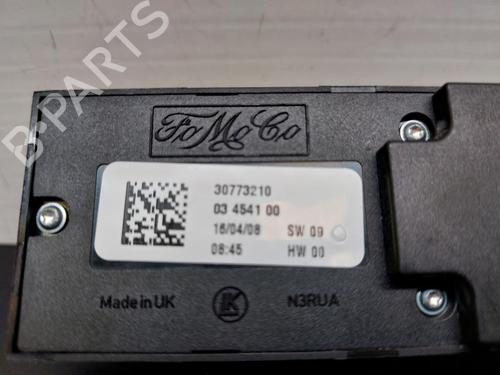 FoMoCo
30773210
03 4541 00
16/04/08 SW 09
08:45 HW 00
Made in UK K N3RUA
B-PARTS